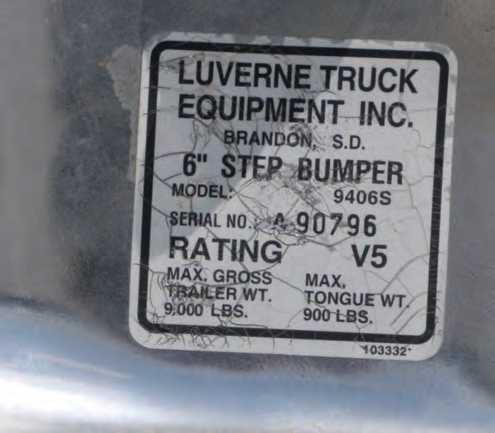 LUVERNE TRUCK
EQUIPMENT INC.
BRANDON, S.D.
6" STEP BUMPER
MODEL: 9406S
SERIAL NO. A 90796
RATING V5
MAX. GROSS TRAILER WT. 9,000 LBS.
MAX. TONGUE WT. 900 LBS.
103332